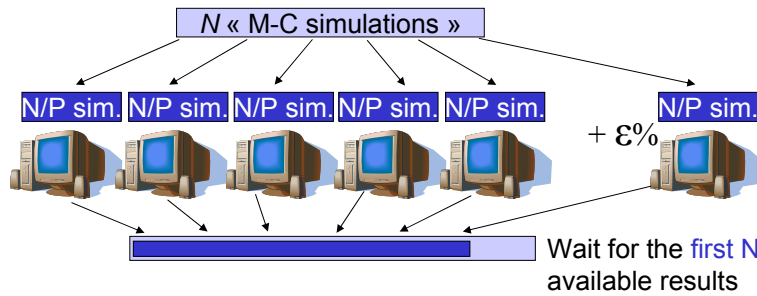 N « M-C simulations »
N/P sim. N/P sim. N/P sim. N/P sim. N/P sim. N/P sim.
+ ε%
Wait for the first N
available results